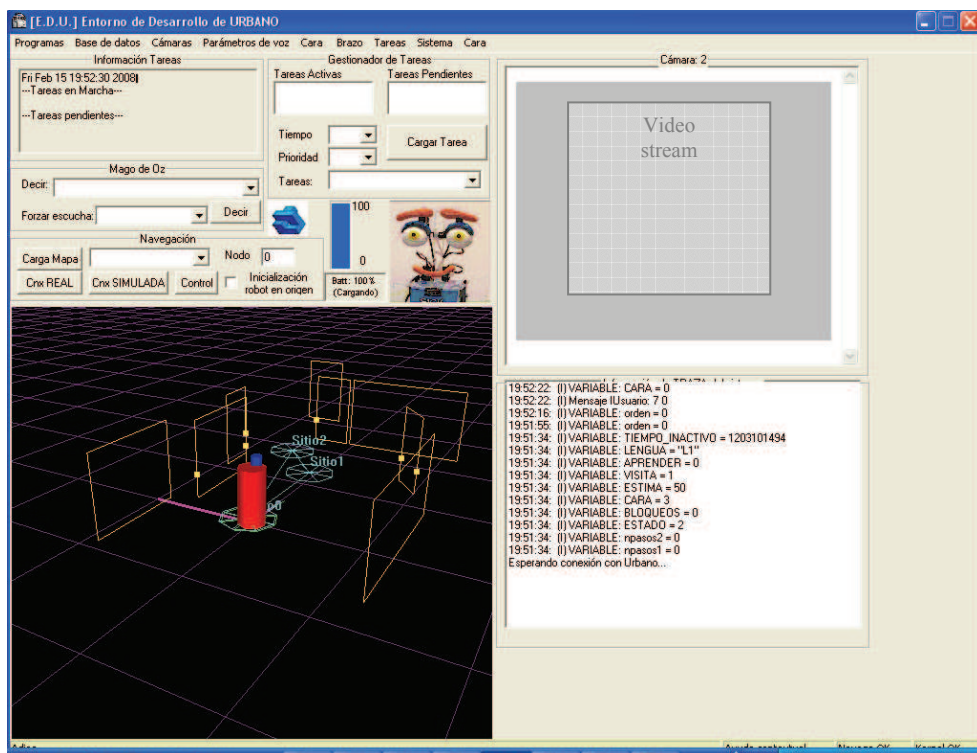 [E.D.U.] Entorno de Desarrollo de URBANO
Programas Base de datos Cámaras Parámetros de voz Cara Brazo Tareas Sistema Cara
Información Tareas
Fri Feb 15 19:52:30 2008
---Tareas en Marcha---
---Tareas pendientes---
Gestionador de Tareas
Tareas Activas Tareas Pendientes
Tiempo
Prioridad
Cargar Tarea
Tareas:
Mago de Oz
Decir:
Forzar escucha:
Decir
Navegación
Carga Mapa
Nodo 0
Cnx REAL Cnx SIMULADA Control
Inicialización
robot en origen
100
0
Batt: 100 %
(Cargando)
Sitio2
Sitio1
Cámara: 2
Video
stream
19:52:22: (I) VARIABLE: CARA = 0
19:52:22: (I) Mensaje IUsuario: 7 0
19:52:16: (I) VARIABLE: orden = 0
19:51:55: (I) VARIABLE: orden = 0
19:51:34: (I) VARIABLE: TIEMPO_INACTIVO = 1203101494
19:51:34: (I) VARIABLE: LENGUA = "L1"
19:51:34: (I) VARIABLE: APRENDER = 0
19:51:34: (I) VARIABLE: VISITA = 1
19:51:34: (I) VARIABLE: ESTIMA = 50
19:51:34: (I) VARIABLE: CARA = 3
19:51:34: (I) VARIABLE: BLOQUEOS = 0
19:51:34: (I) VARIABLE: ESTADO = 2
19:51:34: (I) VARIABLE: npasos2 = 0
19:51:34: (I) VARIABLE: npasos1 = 0
Esperando conexión con Urbano...